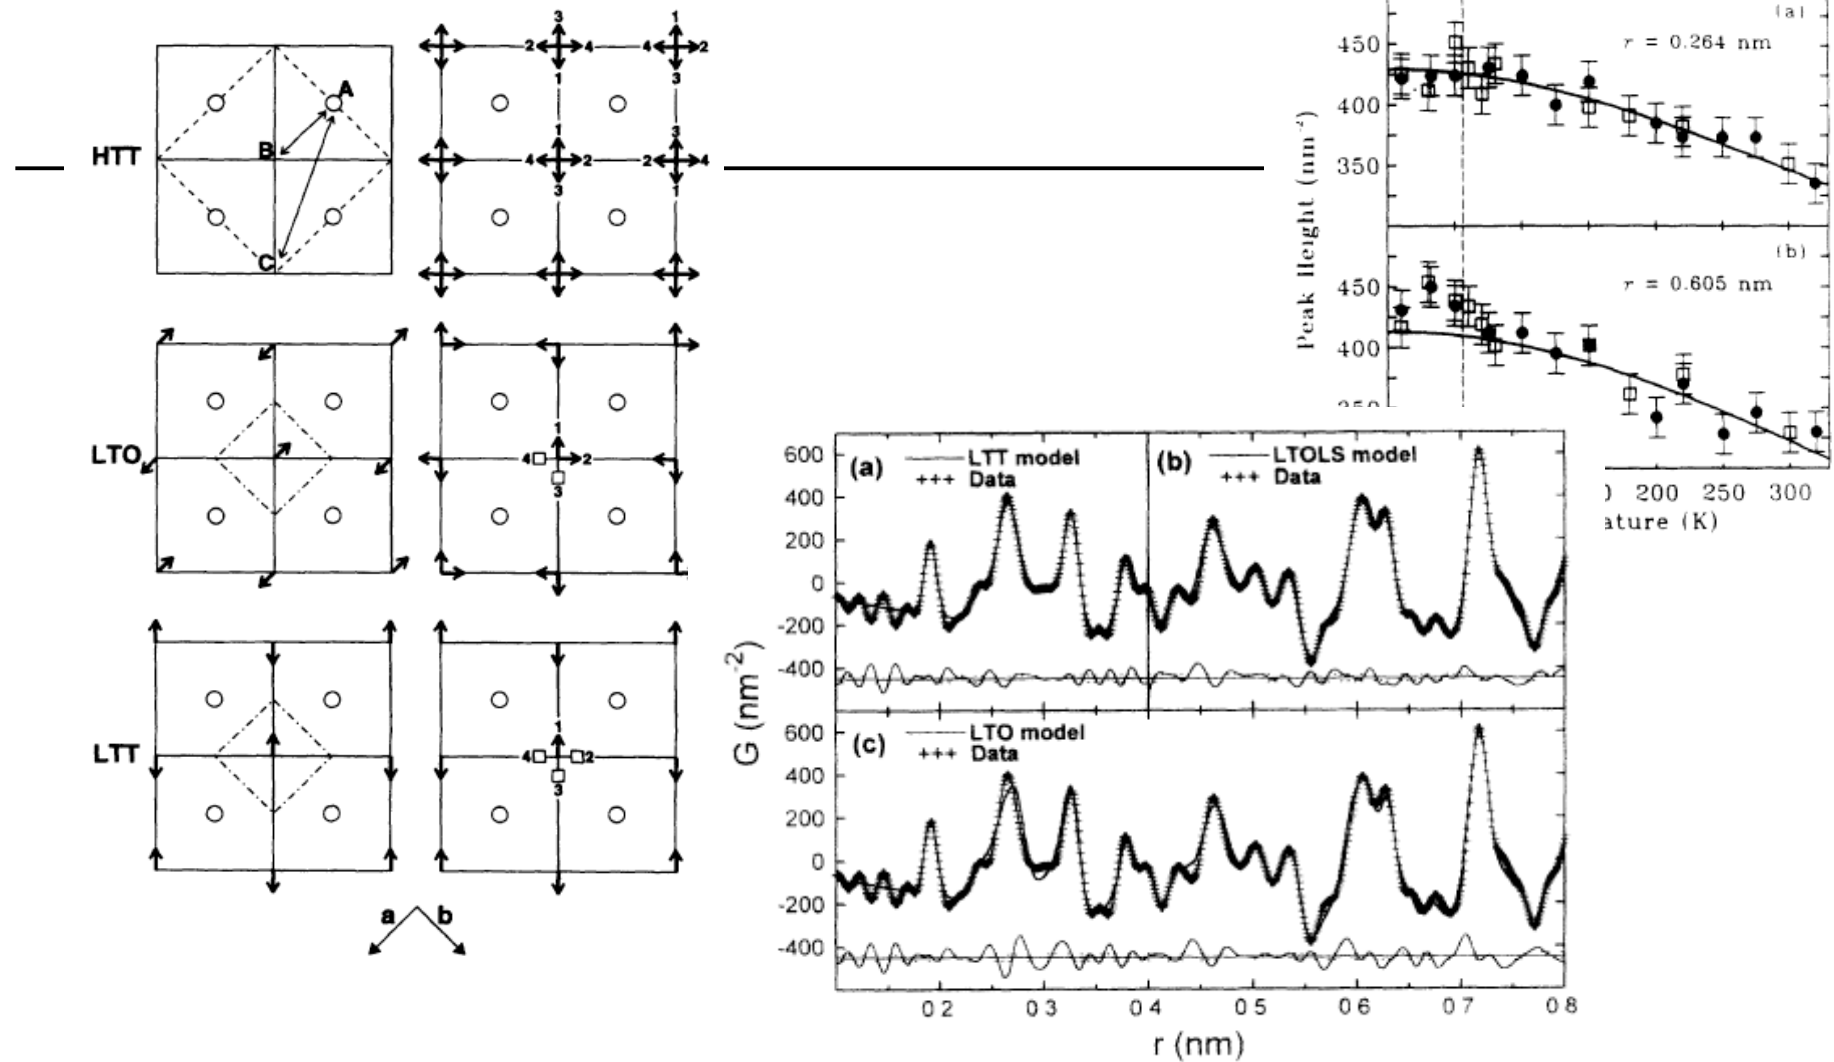 HTT
A
B
C
3 1
2 4 4 2
1 3
1 3
4 2 2 4
3 1
LTO
1
4 2
3
LTT
1
4 2
3
a b
(a)
r = 0.264 nm
450
400
350
(b)
r = 0.605 nm
450
400
Peak Height (nm⁻²)
200 250 300
ature (K)
(a) LTT model
+++ Data
(b) LTOLS model
+++ Data
600
400
200
0
-200
-400
(c) LTO model
+++ Data
600
400
200
0
-200
-400
G (nm⁻²)
0 2 0 3 0 4 0 5 0 6 0 7 0 8
r (nm)